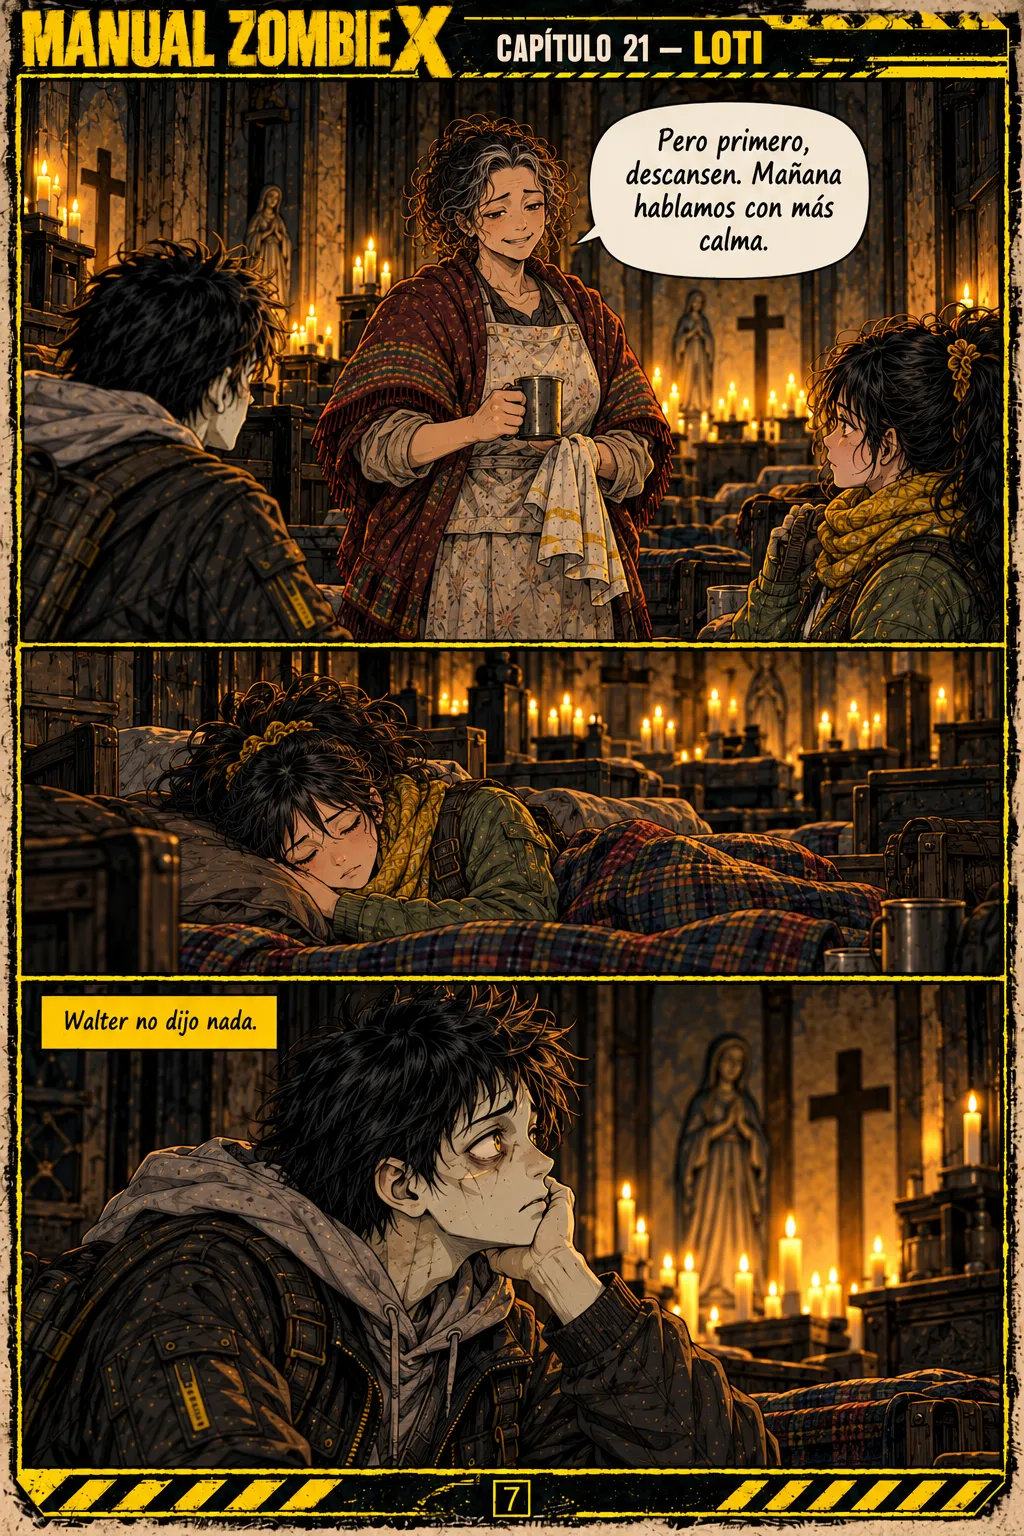 MANUAL ZOMBIE X
CAPÍTULO 21 – LOTI
Pero primero,
descansen. Mañana
hablamos con más
calma.
Walter no dijo nada.
7